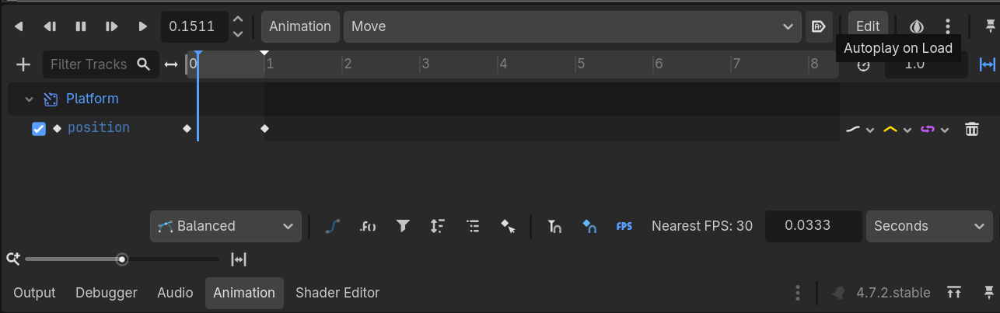 0.1511 Animation Move Edit
Autoplay on Load
Filter Tracks 0 1 2 3 4 5 6 7 8 1.0
Platform
position
Balanced .f() Nearest FPS: 30 0.0333 Seconds
Output Debugger Audio Animation Shader Editor 4.7.2.stable